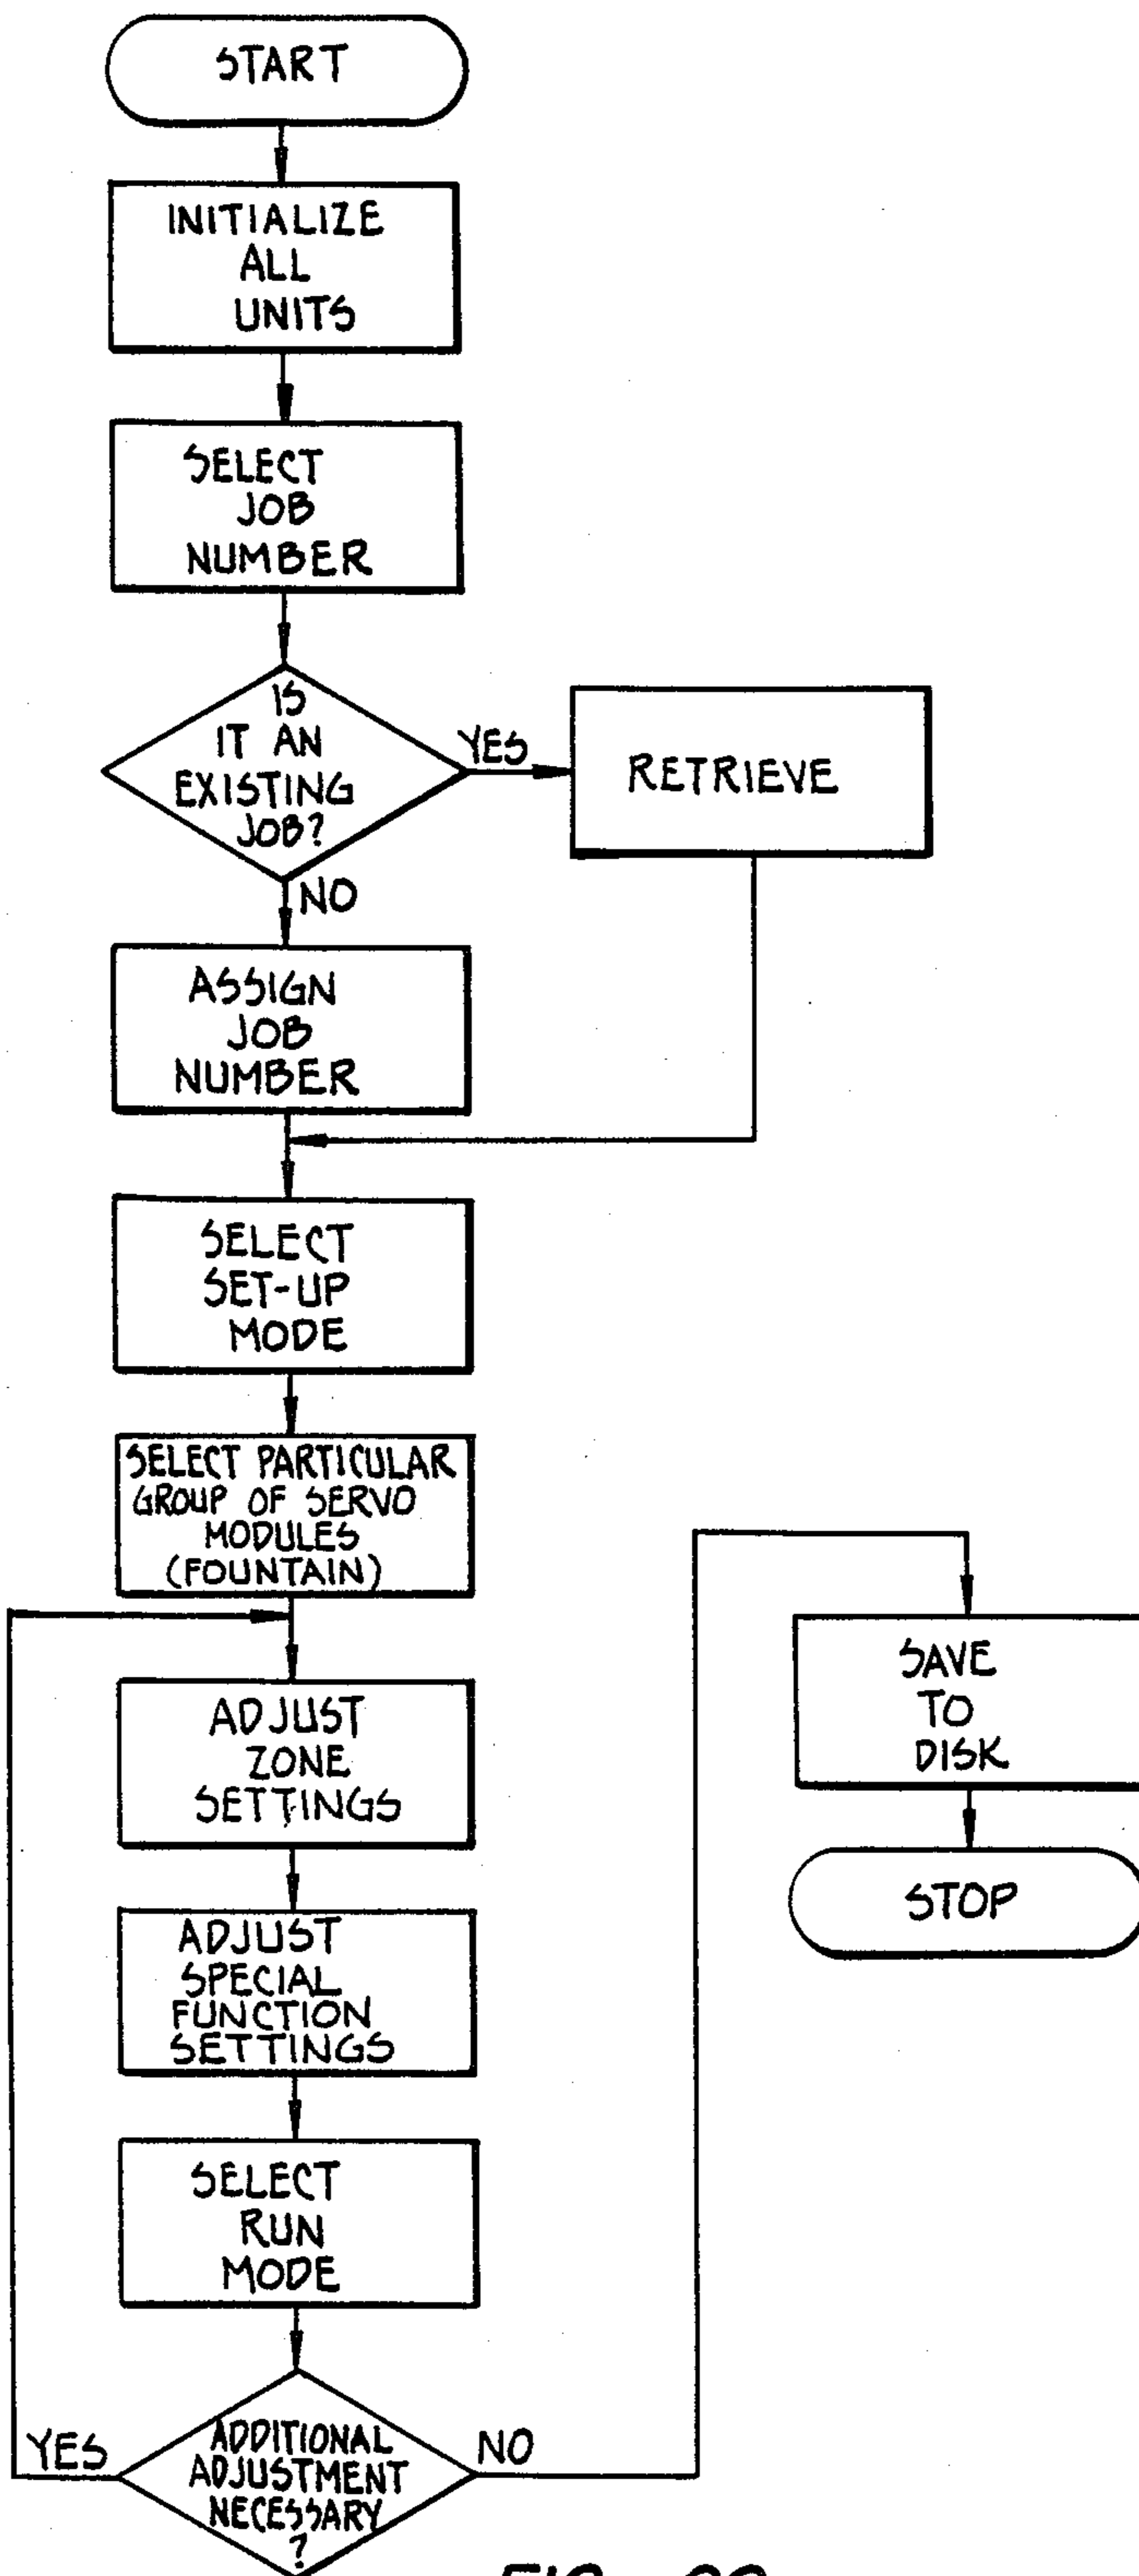 START
INITIALIZE
ALL
UNITS
SELECT
JOB
NUMBER
IS
IT AN
EXISTING
JOB?
YES
RETRIEVE
NO
ASSIGN
JOB
NUMBER
SELECT
SET-UP
MODE
SELECT PARTICULAR
GROUP OF SERVO
MODULES
(FOUNTAIN)
ADJUST
ZONE
SETTINGS
ADJUST
SPECIAL
FUNCTION
SETTINGS
SELECT
RUN
MODE
YES
ADDITIONAL
ADJUSTMENT
NECESSARY
?
NO
SAVE
TO
DISK
STOP